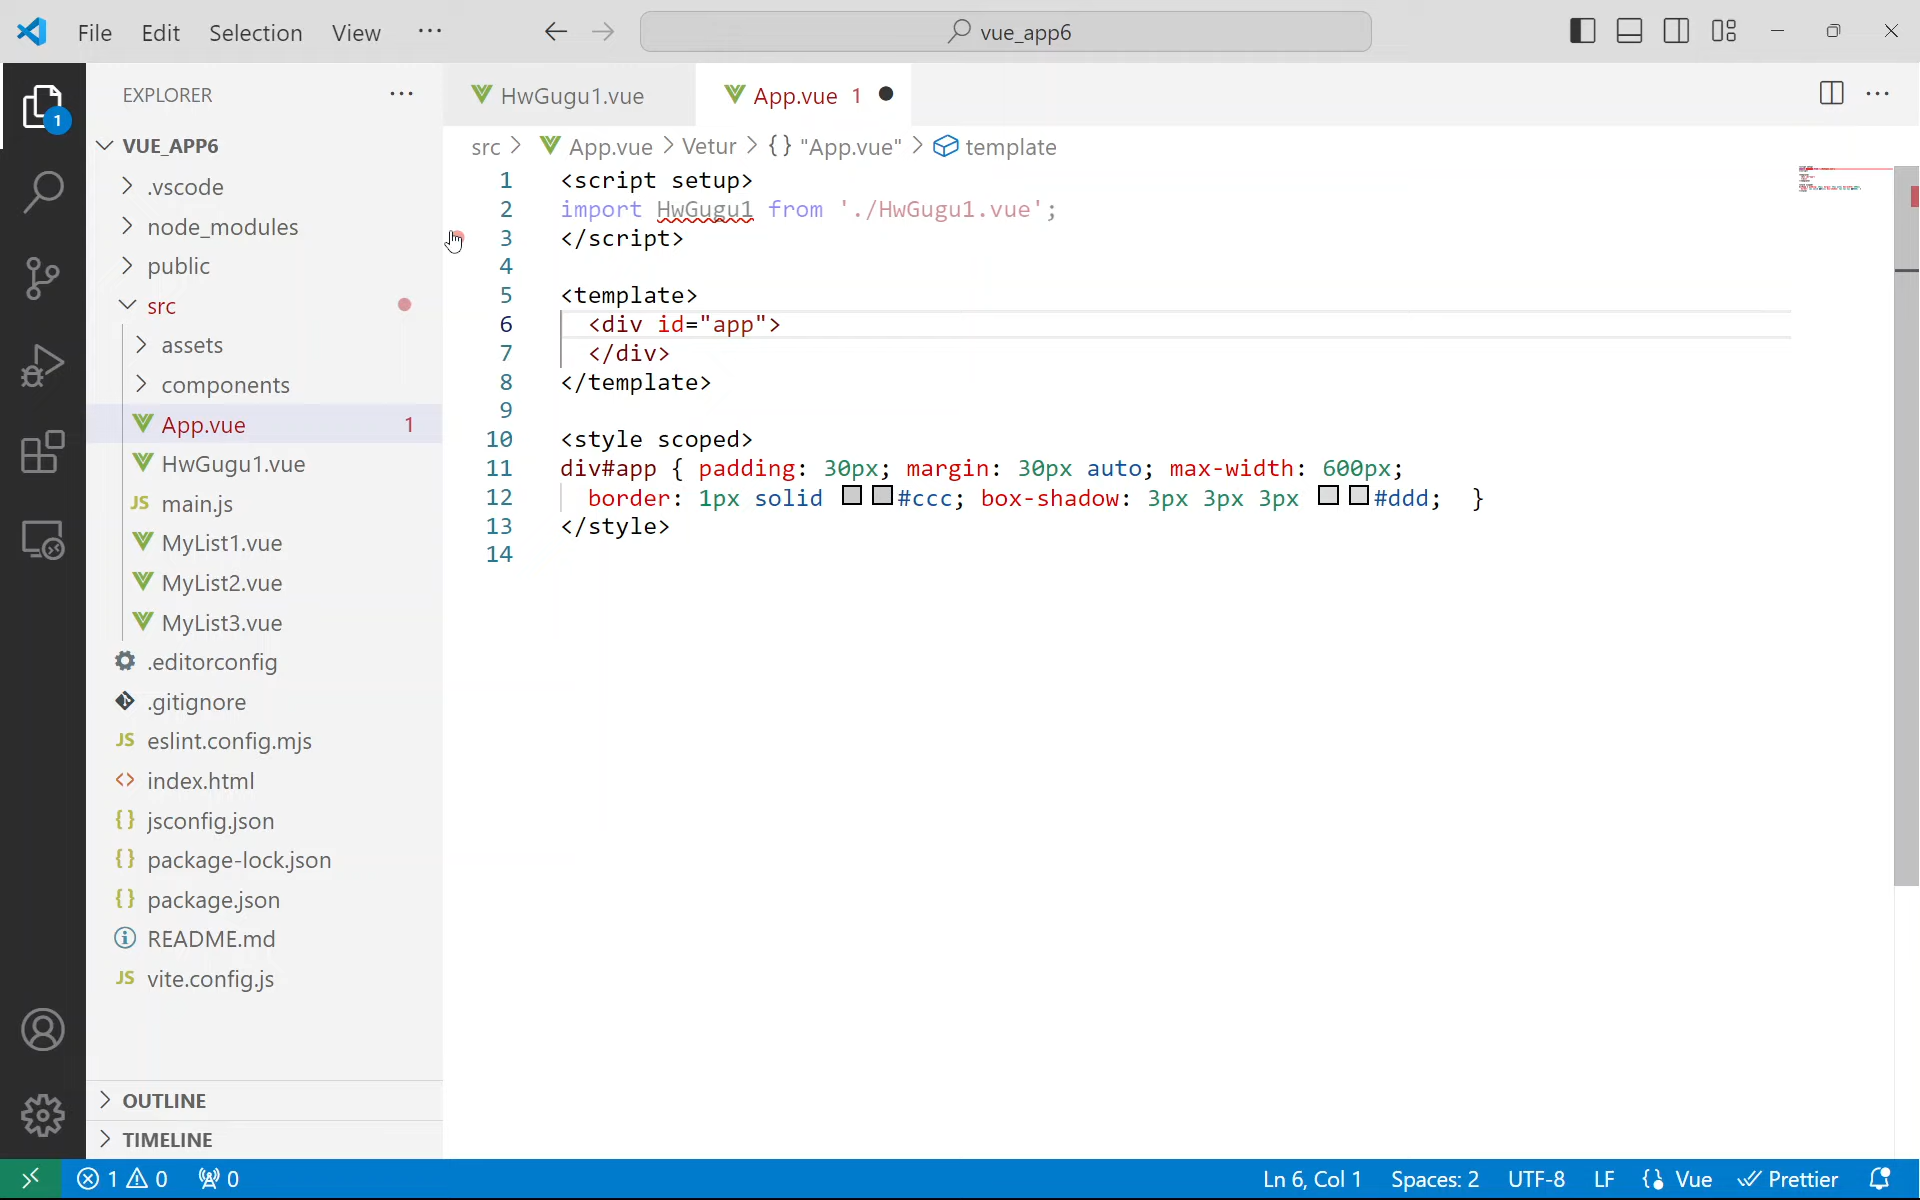 File Edit Selection View ··· vue_app6
1
EXPLORER ···
HwGugu1.vue
App.vue 1
···
VUE_APP6
src > App.vue > Vetur > {} "App.vue" > template
.vscode
node_modules
public
src
assets
components
App.vue 1
HwGugu1.vue
JS main.js
MyList1.vue
MyList2.vue
MyList3.vue
.editorconfig
.gitignore
JS eslint.config.mjs
<> index.html
{} jsconfig.json
{} package-lock.json
{} package.json
README.md
JS vite.config.js
OUTLINE
TIMELINE
1 <script setup>
2 import HwGugu1 from './HwGugu1.vue';
3 </script>
4
5 <template>
6 <div id="app">
7 </div>
8 </template>
9
10 <style scoped>
11 div#app { padding: 30px; margin: 30px auto; max-width: 600px;
12 border: 1px solid #ccc; box-shadow: 3px 3px 3px #ddd; }
13 </style>
14
1 0 0 Ln 6, Col 1 Spaces: 2 UTF-8 LF {} Vue Prettier